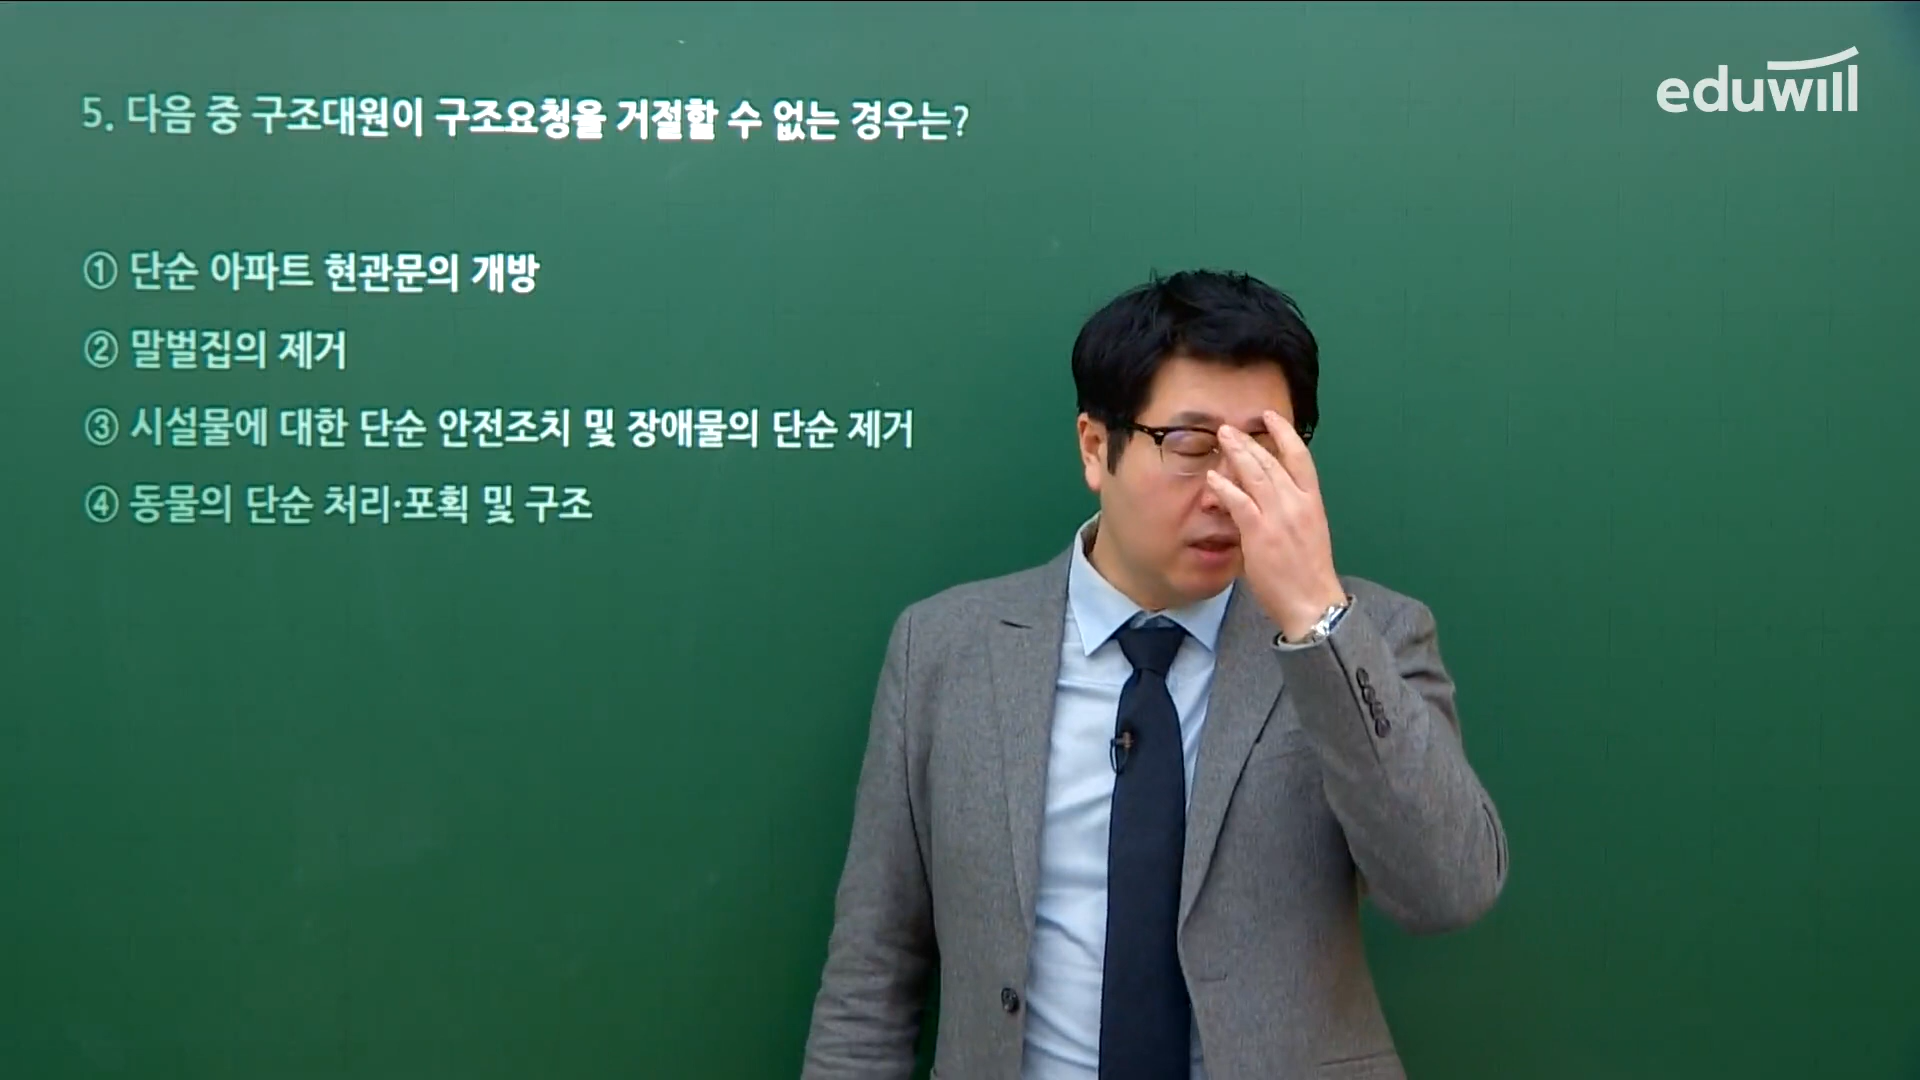 eduwill
5. 다음 중 구조대원이 구조요청을 거절할 수 없는 경우는?
① 단순 아파트 현관문의 개방
② 말벌집의 제거
③ 시설물에 대한 단순 안전조치 및 장애물의 단순 제거
④ 동물의 단순 처리·포획 및 구조